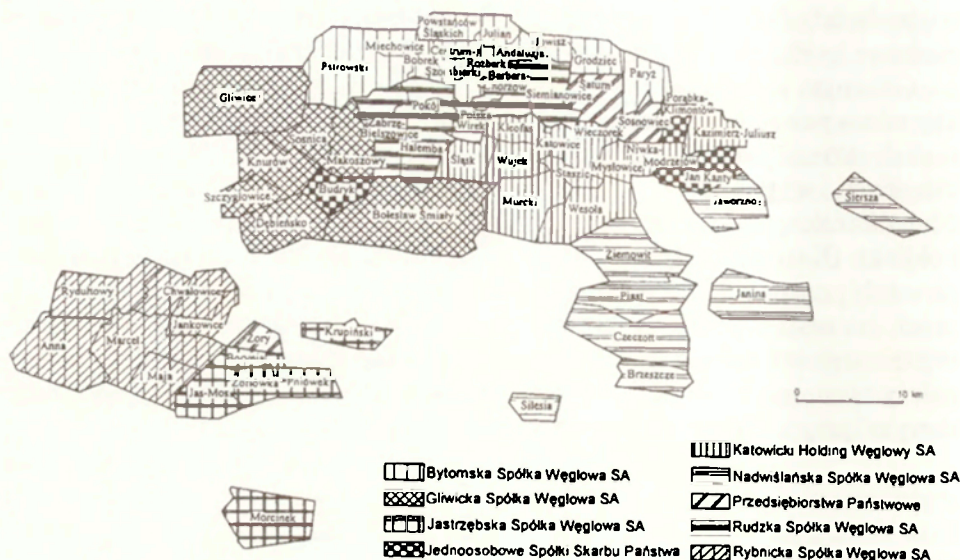 Powstańców
Śląskich
Julian
Miechowice
Andaluzja
Grodziec
Pstrowski
Bobrek
Rozbark
Barbara
Saturn
Paryż
Gliwice
Siemianowice
Pokój
Polska
Wirek
Kleofas
Wieczorek
Sosnowiec
Porąbka-
Klimontów
Kazimierz-Juliusz
Zabrze-
Bielszowice
Sośnica
Halemba
Katowice
Niwka-
Modrzejów
Makoszowy
Śląsk
Wujek
Staszic
Mysłowice
Jan Kanty
Knurów
Szczygłowice
Budryk
Dębieńsko
Bolesław Śmiały
Murcki
Wesoła
Jaworzno
Siersza
Ziemowit
Piast
Janina
Czeczott
Brzeszcze
Silesia
Rydułtowy
Chwałowice
Jankowice
Anna
Marcel
1 Maja
Żory
Krupiński
Jas-Mos
Zofiówka
Pniówek
Morcinek
0 10 km
Bytomska Spółka Węglowa SA
Gliwicka Spółka Węglowa SA
Jastrzębska Spółka Węglowa SA
Jednoosobowe Spółki Skarbu Państwa
Katowicki Holding Węglowy SA
Nadwiślańska Spółka Węglowa SA
Przedsiębiorstwa Państwowe
Rudzka Spółka Węglowa SA
Rybnicka Spółka Węglowa SA